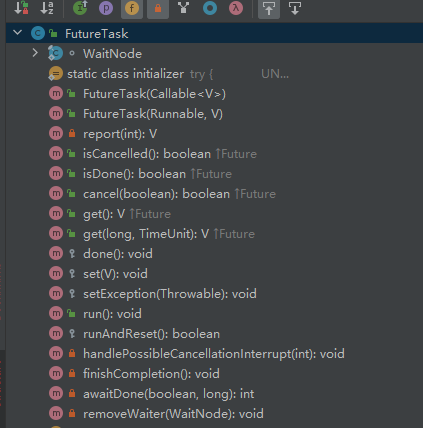 FutureTask
WaitNode
static class initializer try { UN...
FutureTask(Callable<V>)
FutureTask(Runnable, V)
report(int): V
isCancelled(): boolean ↑Future
isDone(): boolean ↑Future
cancel(boolean): boolean ↑Future
get(): V ↑Future
get(long, TimeUnit): V ↑Future
done(): void
set(V): void
setException(Throwable): void
run(): void
runAndReset(): boolean
handlePossibleCancellationInterrupt(int): void
finishCompletion(): void
awaitDone(boolean, long): int
removeWaiter(WaitNode): void